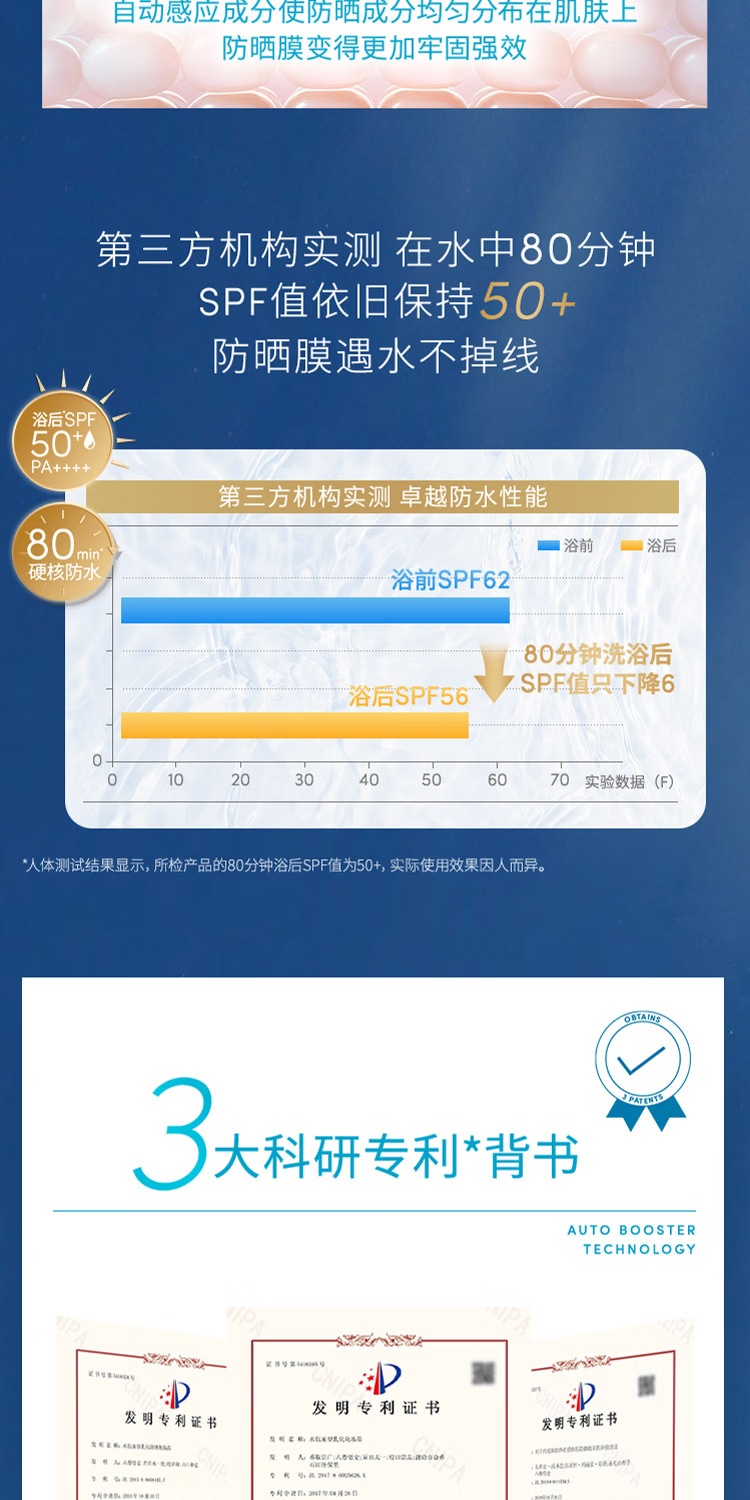 自动感应成分使防晒成分均匀分布在肌肤上
防晒膜变得更加牢固强效
第三方机构实测 在水中80分钟
SPF值依旧保持50+
防晒膜遇水不掉线
浴后*SPF
50+
PA++++
80min*
硬核防水
第三方机构实测 卓越防水性能
浴前 浴后
浴前SPF62
80分钟洗浴后
SPF值只下降6
浴后SPF56
0
0 10 20 30 40 50 60 70 实验数据（F）
*人体测试结果显示，所检产品的80分钟浴后SPF值为50+，实际使用效果因人而异。
OBTAINS
3 PATENTS
3大科研专利*背书
AUTO BOOSTER
TECHNOLOGY
CNIPA
发明专利证书
发明专利证书
发明专利证书